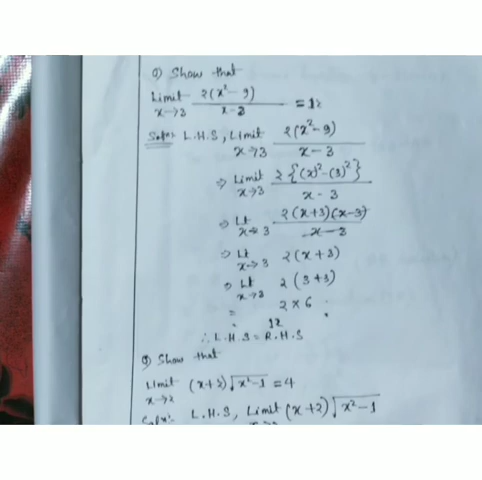 Q) Show that
Limit x→3 2(x²-9) / x-3 = 12
Solⁿ: L.H.S, Limit x→3 2(x²-9) / x-3
⇒ Limit x→3 2{(x)²-(3)²} / x-3
⇒ Lt x→3 2(x+3)(x-3) / x-3
⇒ Lt x→3 2(x+3)
⇒ Lt x→3 2(3+3)
= 2×6
= 12
∴ L.H.S = R.H.S
Q) Show that
Limit x→2 (x+2)√x²-1 = 4
Solⁿ: L.H.S, Limit (x+2)√x²-1